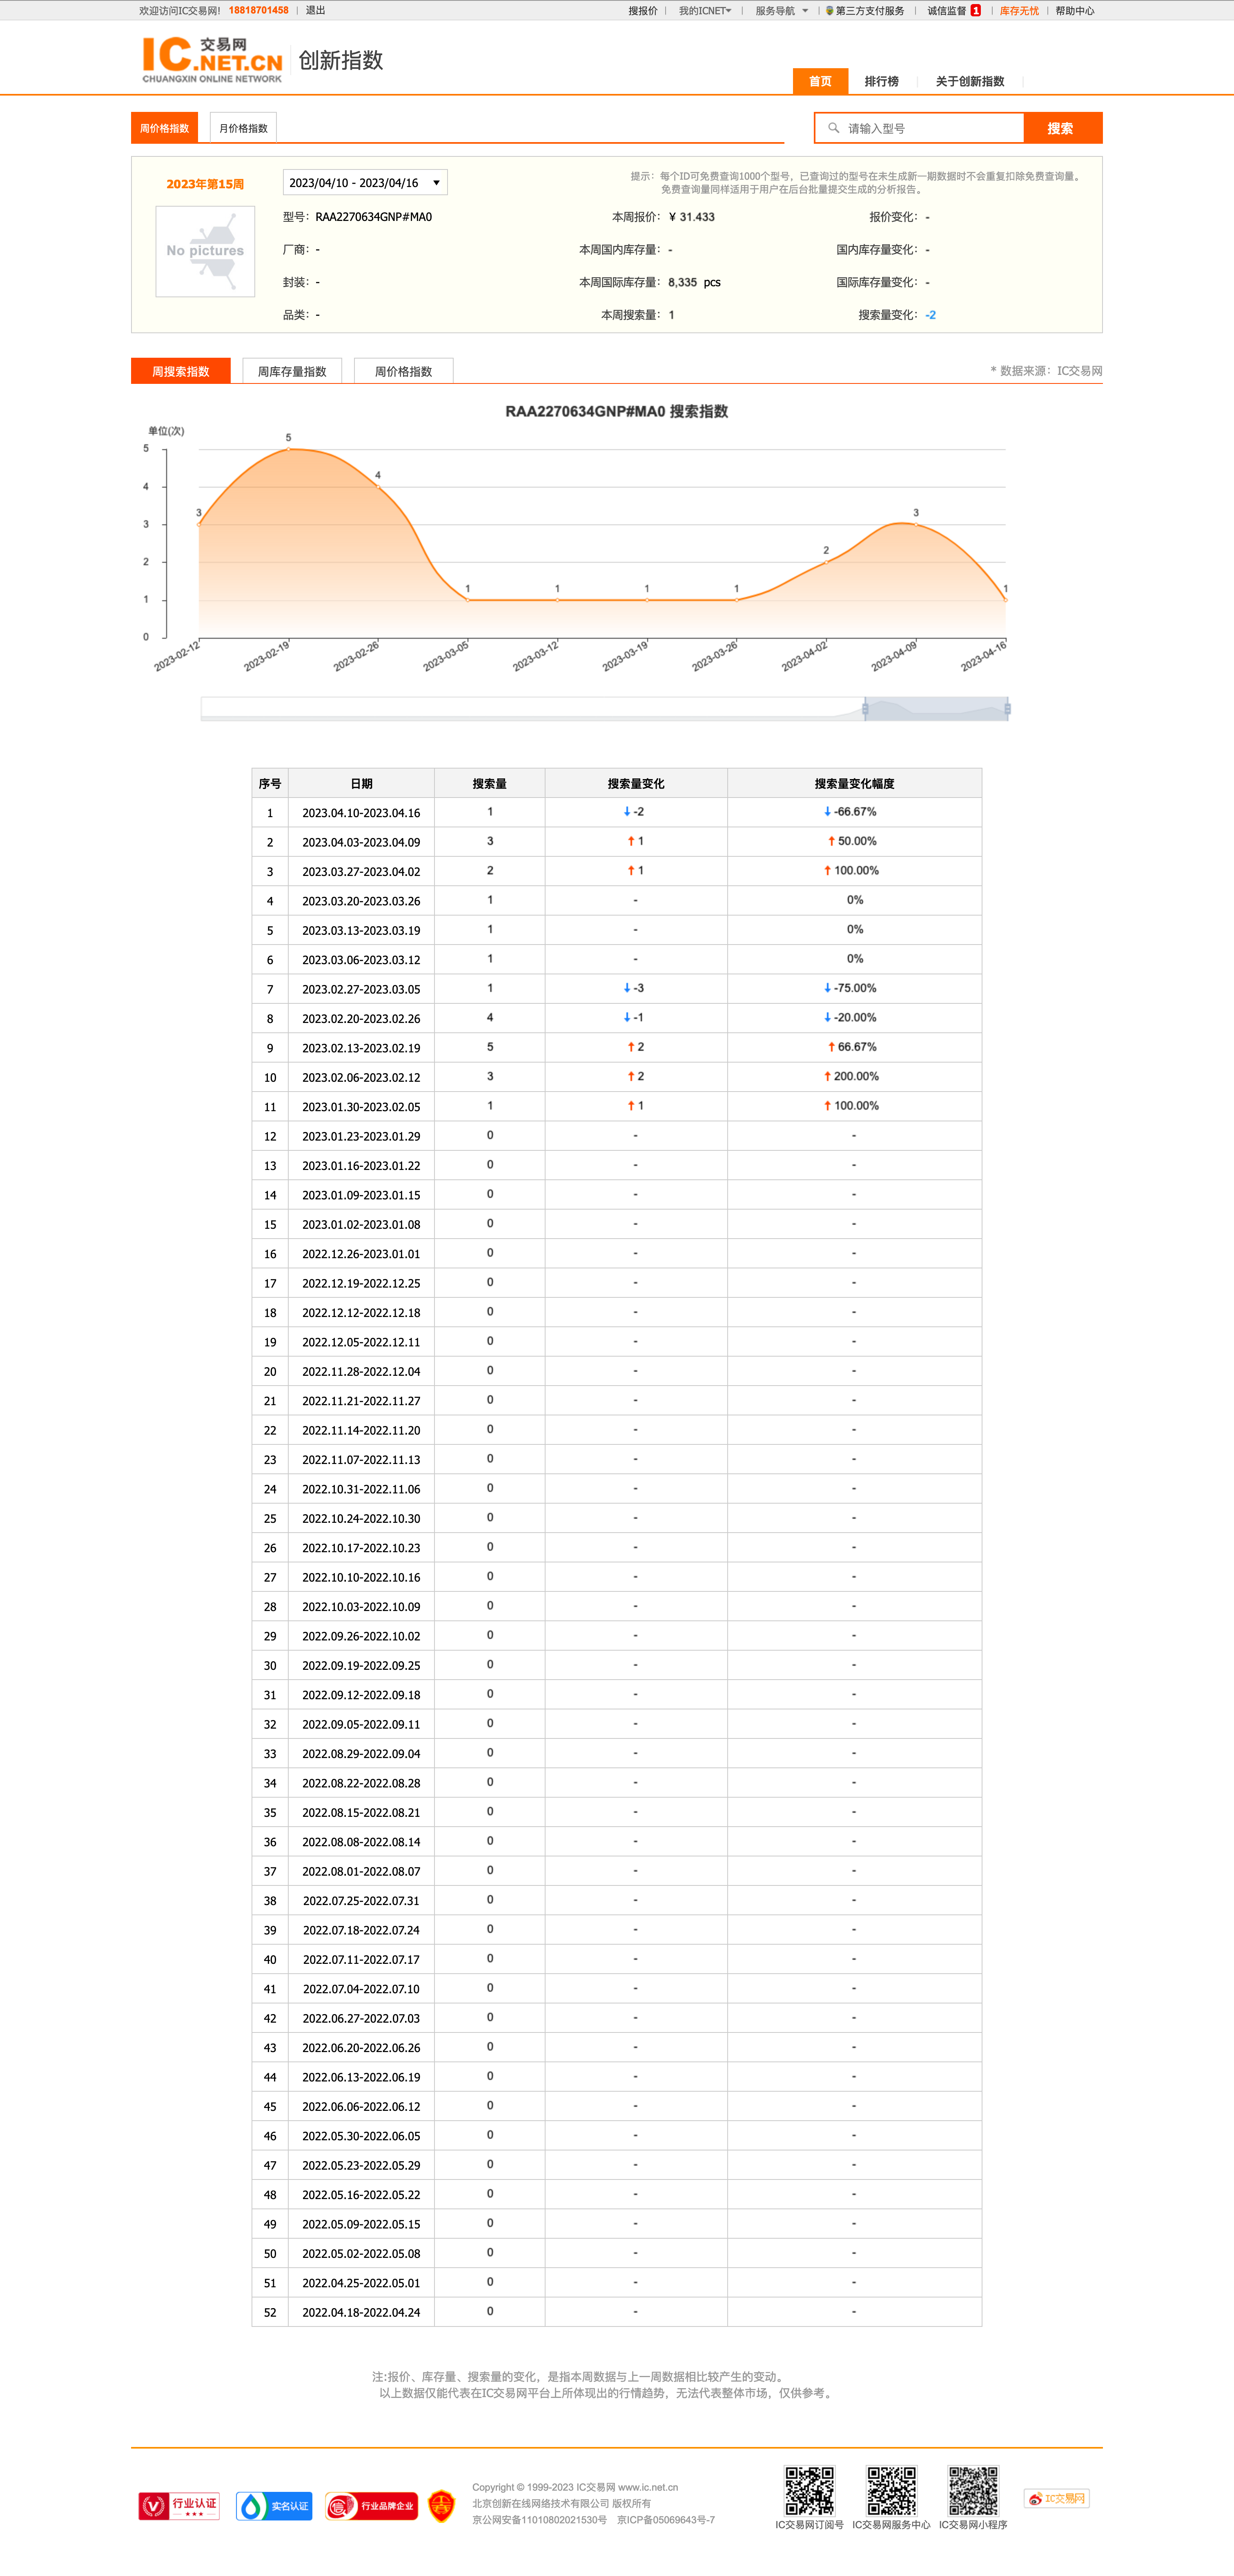 欢迎访问IC交易网! 18818701458 | 退出 搜报价 | 我的ICNET | 服务导航 | 第三方支付服务 | 诚信监督 1 | 库存无忧 | 帮助中心
IC 交易网 .NET.CN
CHUANGXIN ONLINE NETWORK
创新指数
首页 排行榜 关于创新指数
周价格指数 月价格指数 请输入型号 搜索
2023年第15周 2023/04/10 - 2023/04/16
提示：每个ID可免费查询1000个型号，已查询过的型号在未生成新一期数据时不会重复扣除免费查询量。
免费查询量同样适用于用户在后台批量提交生成的分析报告。
No pictures
型号：RAA2270634GNP#MA0 本周报价：¥ 31.433 报价变化：-
厂商：- 本周国内库存量：- 国内库存量变化：-
封装：- 本周国际库存量：8,335 pcs 国际库存量变化：-
品类：- 本周搜索量：1 搜索量变化：-2
周搜索指数 周库存量指数 周价格指数 * 数据来源：IC交易网
RAA2270634GNP#MA0 搜索指数
单位(次)
5
4
3
2
1
0
3 5 4 1 1 1 1 2 3 1
2023-02-12 2023-02-19 2023-02-26 2023-03-05 2023-03-12 2023-03-19 2023-03-26 2023-04-02 2023-04-09 2023-04-16
序号 日期 搜索量 搜索量变化 搜索量变化幅度
1 2023.04.10-2023.04.16 1 ↓ -2 ↓ -66.67%
2 2023.04.03-2023.04.09 3 ↑ 1 ↑ 50.00%
3 2023.03.27-2023.04.02 2 ↑ 1 ↑ 100.00%
4 2023.03.20-2023.03.26 1 - 0%
5 2023.03.13-2023.03.19 1 - 0%
6 2023.03.06-2023.03.12 1 - 0%
7 2023.02.27-2023.03.05 1 ↓ -3 ↓ -75.00%
8 2023.02.20-2023.02.26 4 ↓ -1 ↓ -20.00%
9 2023.02.13-2023.02.19 5 ↑ 2 ↑ 66.67%
10 2023.02.06-2023.02.12 3 ↑ 2 ↑ 200.00%
11 2023.01.30-2023.02.05 1 ↑ 1 ↑ 100.00%
12 2023.01.23-2023.01.29 0 - -
13 2023.01.16-2023.01.22 0 - -
14 2023.01.09-2023.01.15 0 - -
15 2023.01.02-2023.01.08 0 - -
16 2022.12.26-2023.01.01 0 - -
17 2022.12.19-2022.12.25 0 - -
18 2022.12.12-2022.12.18 0 - -
19 2022.12.05-2022.12.11 0 - -
20 2022.11.28-2022.12.04 0 - -
21 2022.11.21-2022.11.27 0 - -
22 2022.11.14-2022.11.20 0 - -
23 2022.11.07-2022.11.13 0 - -
24 2022.10.31-2022.11.06 0 - -
25 2022.10.24-2022.10.30 0 - -
26 2022.10.17-2022.10.23 0 - -
27 2022.10.10-2022.10.16 0 - -
28 2022.10.03-2022.10.09 0 - -
29 2022.09.26-2022.10.02 0 - -
30 2022.09.19-2022.09.25 0 - -
31 2022.09.12-2022.09.18 0 - -
32 2022.09.05-2022.09.11 0 - -
33 2022.08.29-2022.09.04 0 - -
34 2022.08.22-2022.08.28 0 - -
35 2022.08.15-2022.08.21 0 - -
36 2022.08.08-2022.08.14 0 - -
37 2022.08.01-2022.08.07 0 - -
38 2022.07.25-2022.07.31 0 - -
39 2022.07.18-2022.07.24 0 - -
40 2022.07.11-2022.07.17 0 - -
41 2022.07.04-2022.07.10 0 - -
42 2022.06.27-2022.07.03 0 - -
43 2022.06.20-2022.06.26 0 - -
44 2022.06.13-2022.06.19 0 - -
45 2022.06.06-2022.06.12 0 - -
46 2022.05.30-2022.06.05 0 - -
47 2022.05.23-2022.05.29 0 - -
48 2022.05.16-2022.05.22 0 - -
49 2022.05.09-2022.05.15 0 - -
50 2022.05.02-2022.05.08 0 - -
51 2022.04.25-2022.05.01 0 - -
52 2022.04.18-2022.04.24 0 - -
注:报价、库存量、搜索量的变化，是指本周数据与上一周数据相比较产生的变动。
以上数据仅能代表在IC交易网平台上所体现出的行情趋势，无法代表整体市场，仅供参考。
行业认证 实名认证 信 行业品牌企业
Copyright © 1999-2023 IC交易网 www.ic.net.cn
北京创新在线网络技术有限公司 版权所有
京公网安备11010802021530号 京ICP备05069643号-7
IC交易网订阅号 IC交易网服务中心 IC交易网小程序
IC交易网